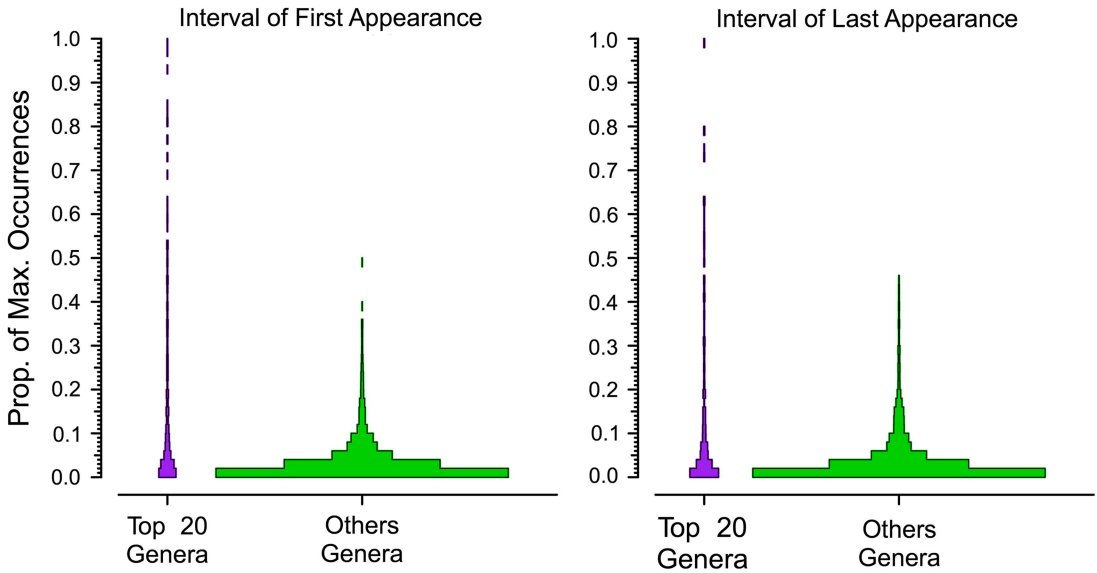 Interval of First Appearance
Prop. of Max. Occurrences
1.0
0.9
0.8
0.7
0.6
0.5
0.4
0.3
0.2
0.1
0.0
Top 20
Genera
Others
Genera
Interval of Last Appearance
1.0
0.9
0.8
0.7
0.6
0.5
0.4
0.3
0.2
0.1
0.0
Top 20
Genera
Others
Genera